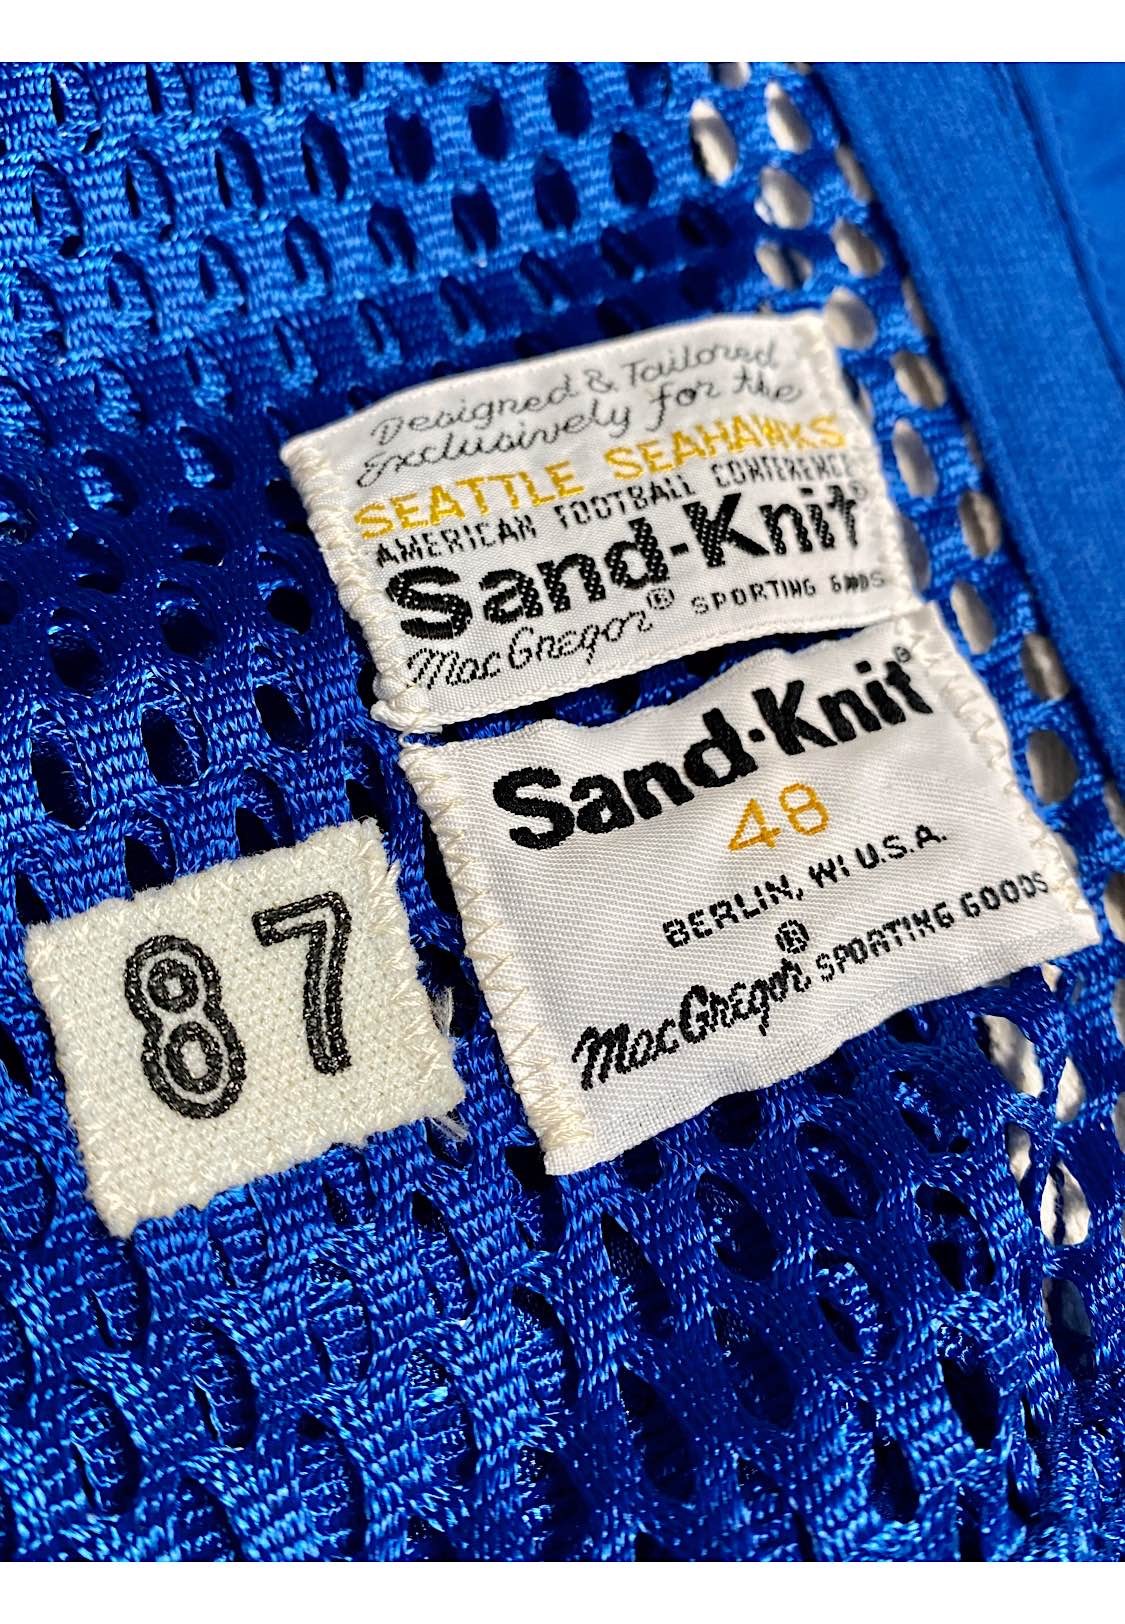 Designed & Tailored
Exclusively for the
SEATTLE SEAHAWKS
AMERICAN FOOTBALL CONFERENCE
Sand-Knit®
MacGregor® SPORTING GOODS
Sand-Knit®
48
BERLIN, WI U.S.A.
MacGregor® SPORTING GOODS
87